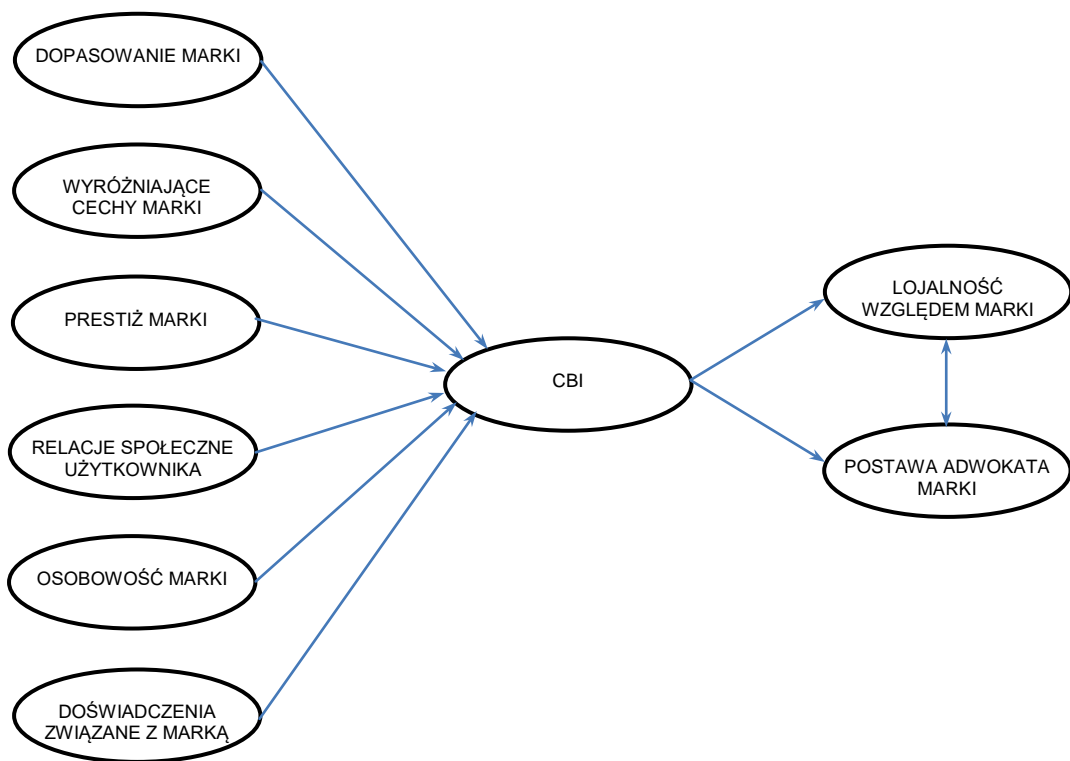 DOPASOWANIE MARKI
WYRÓŻNIAJĄCE
CECHY MARKI
PRESTIŻ MARKI
RELACJE SPOŁECZNE
UŻYTKOWNIKA
OSOBOWOŚĆ MARKI
DOŚWIADCZENIA
ZWIĄZANE Z MARKĄ
CBI
LOJALNOŚĆ
WZGLĘDEM MARKI
POSTAWA ADWOKATA
MARKI